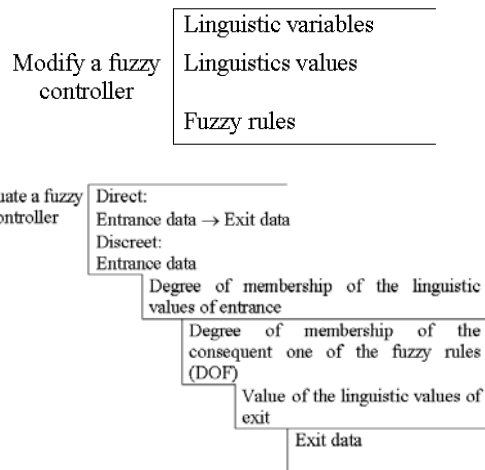 Modify a fuzzy
controller
Linguistic variables
Linguistics values
Fuzzy rules
a fuzzy
Direct:
Entrance data → Exit data
Discreet:
Entrance data
Degree of membership of the linguistic
values of entrance
Degree of membership of the
consequent one of the fuzzy rules
(DOF)
Value of the linguistic values of
exit
Exit data